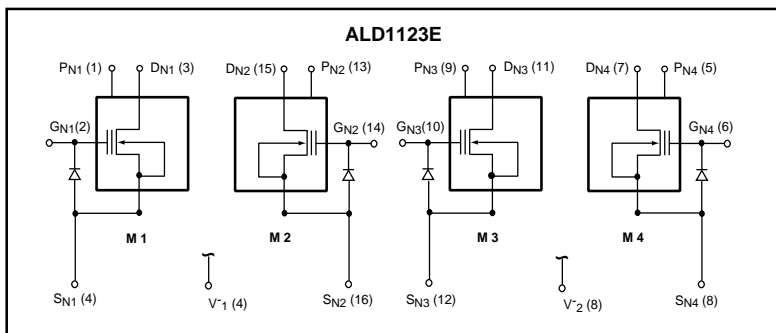 ALD1123E
PN1 (1) DN1 (3) DN2 (15) PN2 (13) PN3 (9) DN3 (11) DN4 (7) PN4 (5)
GN1(2) GN2 (14) GN3(10) GN4 (6)
M 1 M 2 M 3 M 4
SN1 (4) V-1 (4) SN2 (16) SN3 (12) V-2 (8) SN4 (8)